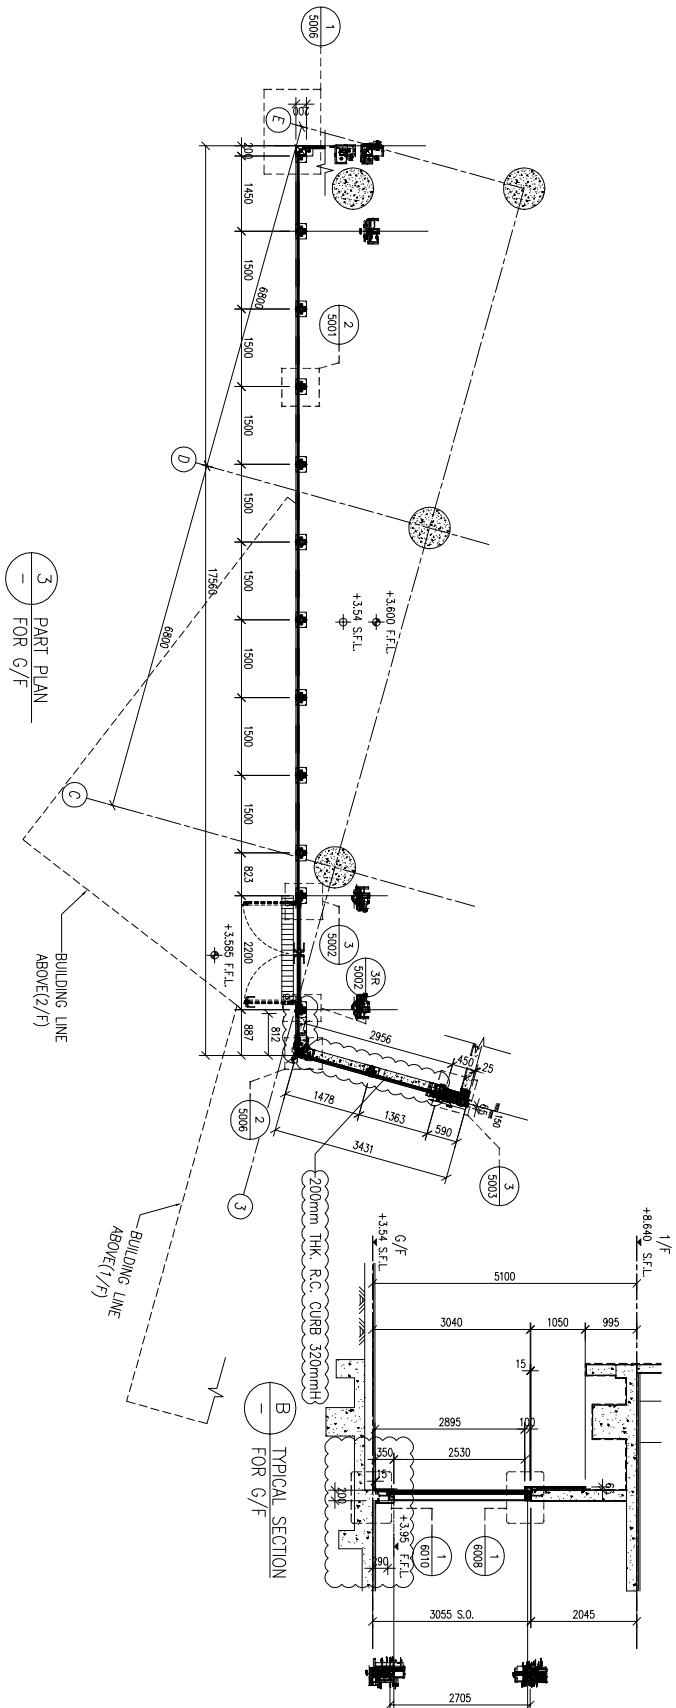 1
5006
E
200
200
1450
1500
1500
1500
1500
1500
1500
1500
1500
823
2200
887
812
6800
6800
17560
2
5001
D
C
+3.600 F.F.L.
+3.54 S.F.L.
3
-
PART PLAN
FOR G/F
+3.585 F.F.L.
BUILDING LINE
ABOVE(2/F)
3
5002
3R
5002
2956
450
25
65
150
1478
1363
590
3431
2
5006
3
3
5003
200mm THK. R.C. CURB 320mmH
BUILDING LINE
ABOVE(1/F)
1/F
+8.640 S.F.L.
G/F
+3.54 S.F.L.
5100
3040
1050
995
15
2895
100
350
2530
15
200
+3.95 F.F.L.
290
1
6010
1
6008
3055 S.O.
2045
2705
B
-
TYPICAL SECTION
FOR G/F